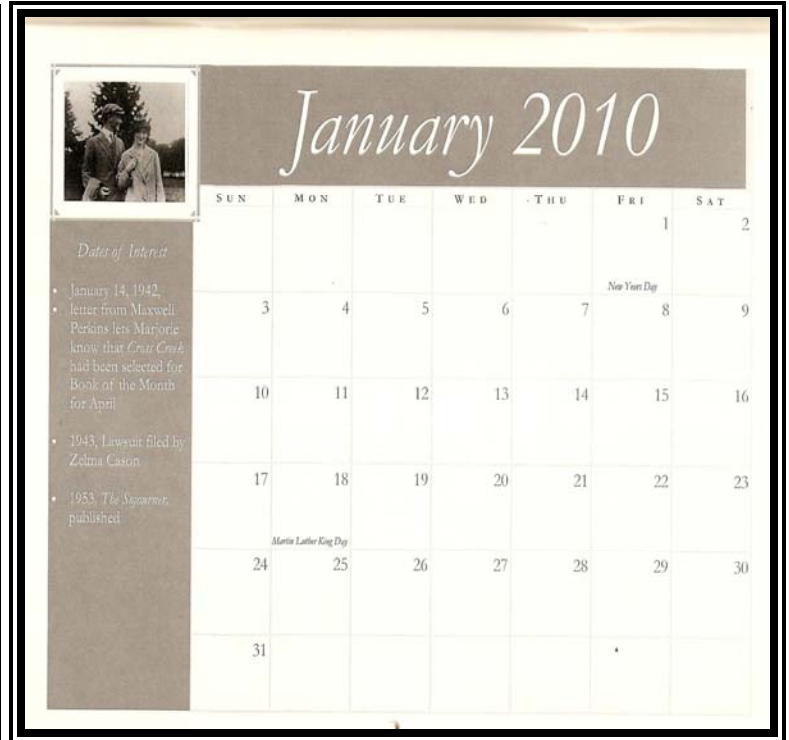 January 2010
SUN MON TUE WED THU FRI SAT
1 2
New Years Day
3 4 5 6 7 8 9
10 11 12 13 14 15 16
17 18 19 20 21 22 23
Martin Luther King Day
24 25 26 27 28 29 30
31
Dates of Interest
• January 14, 1942,
• letter from Maxwell
Perkins lets Marjorie
know that Cross Creek
had been selected for
Book of the Month
for April
• 1943, Lawsuit filed by
Zelma Cason
• 1953, The Sojourner,
published